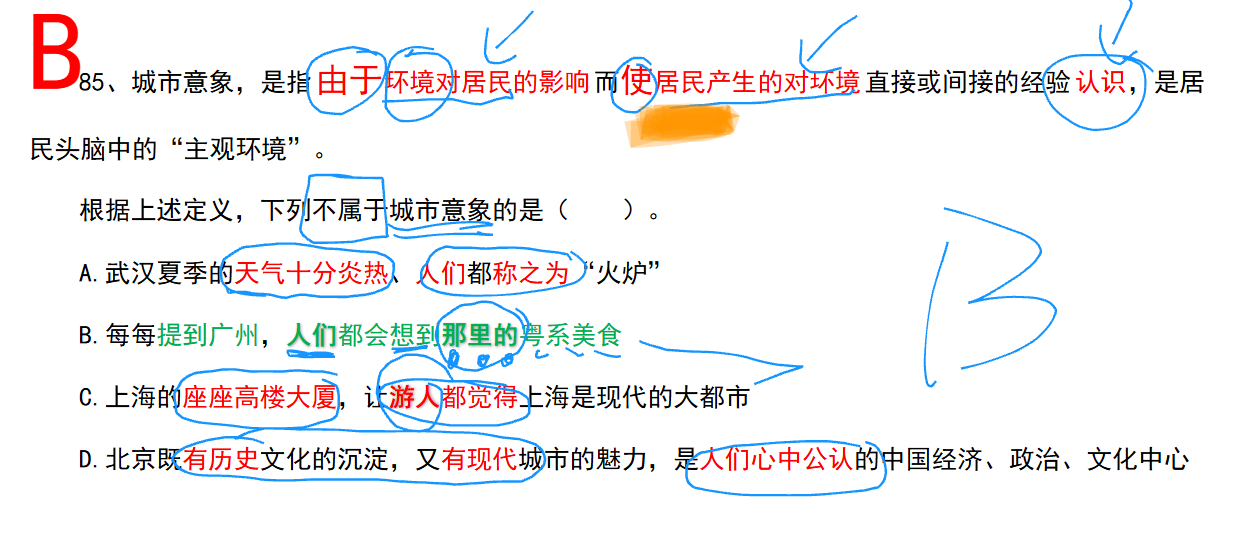 B
85、城市意象，是指由于环境对居民的影响而使居民产生的对环境直接或间接的经验认识，是居
民头脑中的“主观环境”。
根据上述定义，下列不属于城市意象的是（　　）。
A.武汉夏季的天气十分炎热、人们都称之为“火炉”
B.每每提到广州，人们都会想到那里的粤系美食
C.上海的座座高楼大厦，让游人都觉得上海是现代的大都市
D.北京既有历史文化的沉淀，又有现代城市的魅力，是人们心中公认的中国经济、政治、文化中心
B